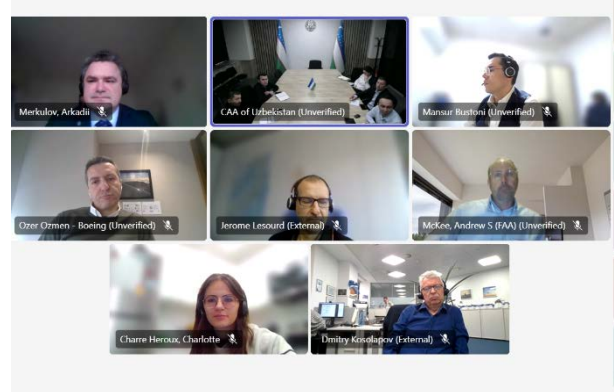 Merkulov, Arkadii
CAA of Uzbekistan (Unverified)
Mansur Bustoni (Unverified)
Ozer Ozmen - Boeing (Unverified)
Jerome Lesourd (External)
McKee, Andrew S (FAA) (Unverified)
Charre Heroux, Charlotte
Dmitry Kosolapov (External)